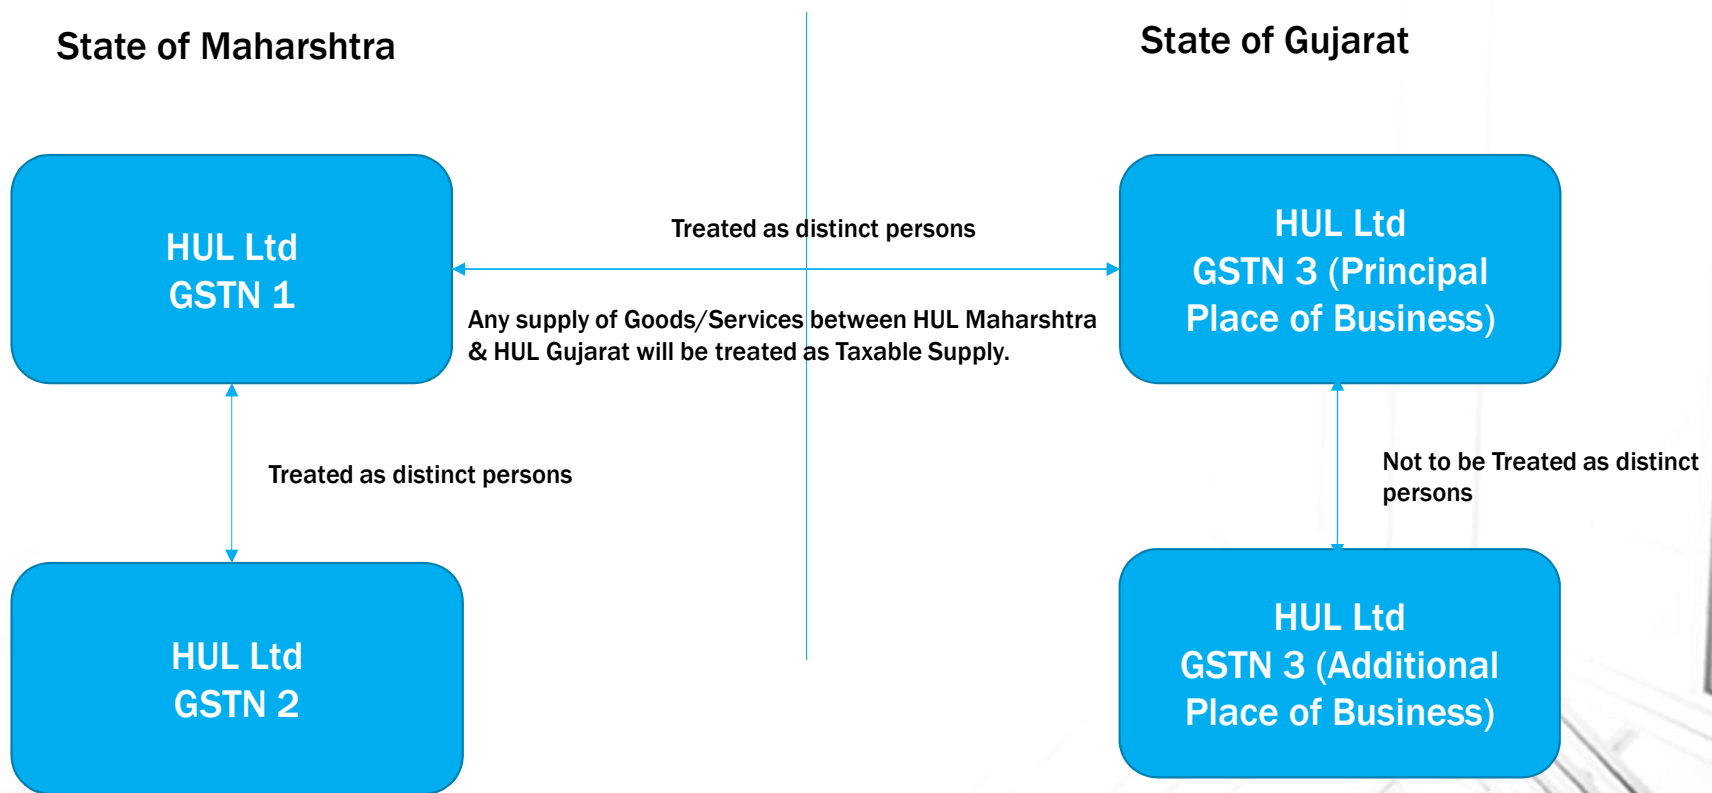 State of Maharshtra
State of Gujarat
HUL Ltd
GSTN 1
Treated as distinct persons
Any supply of Goods/Services between HUL Maharshtra
& HUL Gujarat will be treated as Taxable Supply.
HUL Ltd
GSTN 3 (Principal
Place of Business)
Treated as distinct persons
Not to be Treated as distinct
persons
HUL Ltd
GSTN 2
HUL Ltd
GSTN 3 (Additional
Place of Business)